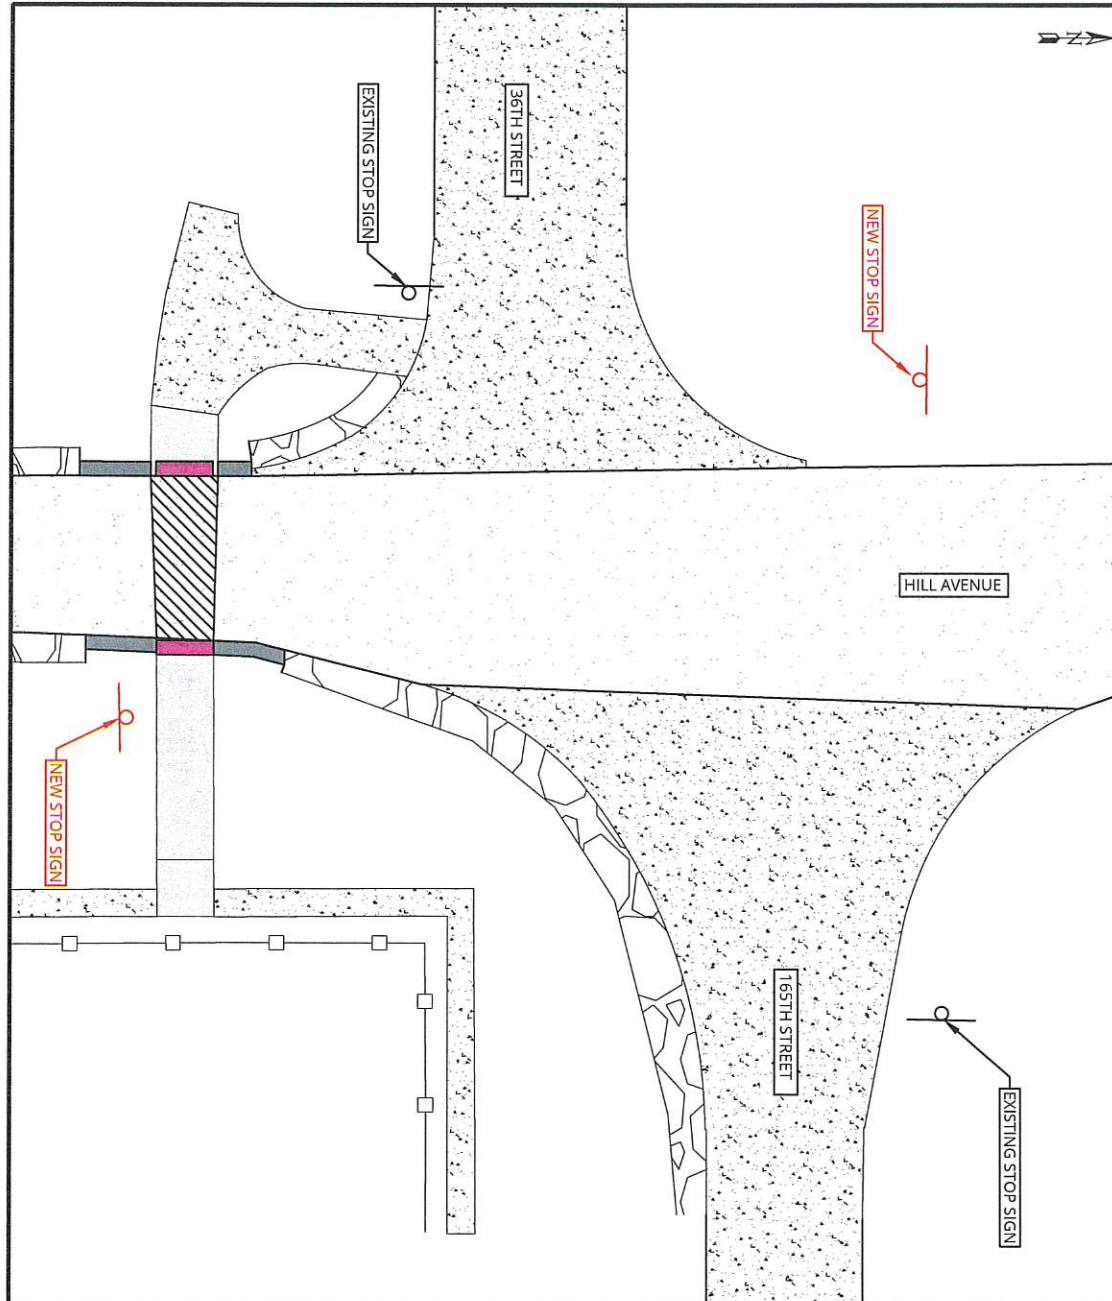 N
36TH STREET
EXISTING STOP SIGN
NEW STOP SIGN
HILL AVENUE
NEW STOP SIGN
165TH STREET
EXISTING STOP SIGN